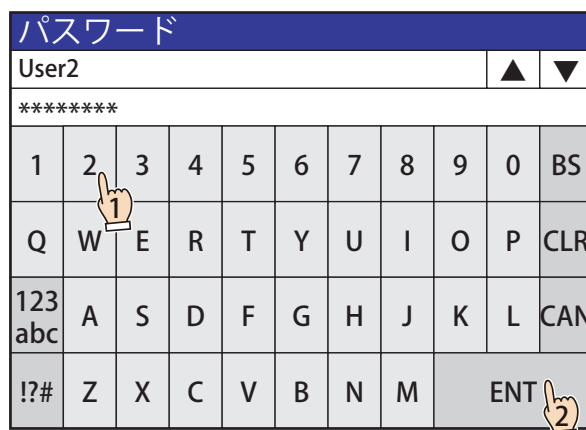 パスワード
User2 ▲ ▼
********
1 2 3 4 5 6 7 8 9 0 BS
1
Q W E R T Y U I O P CLR
123 abc A S D F G H J K L CAN
!?# Z X C V B N M ENT
2